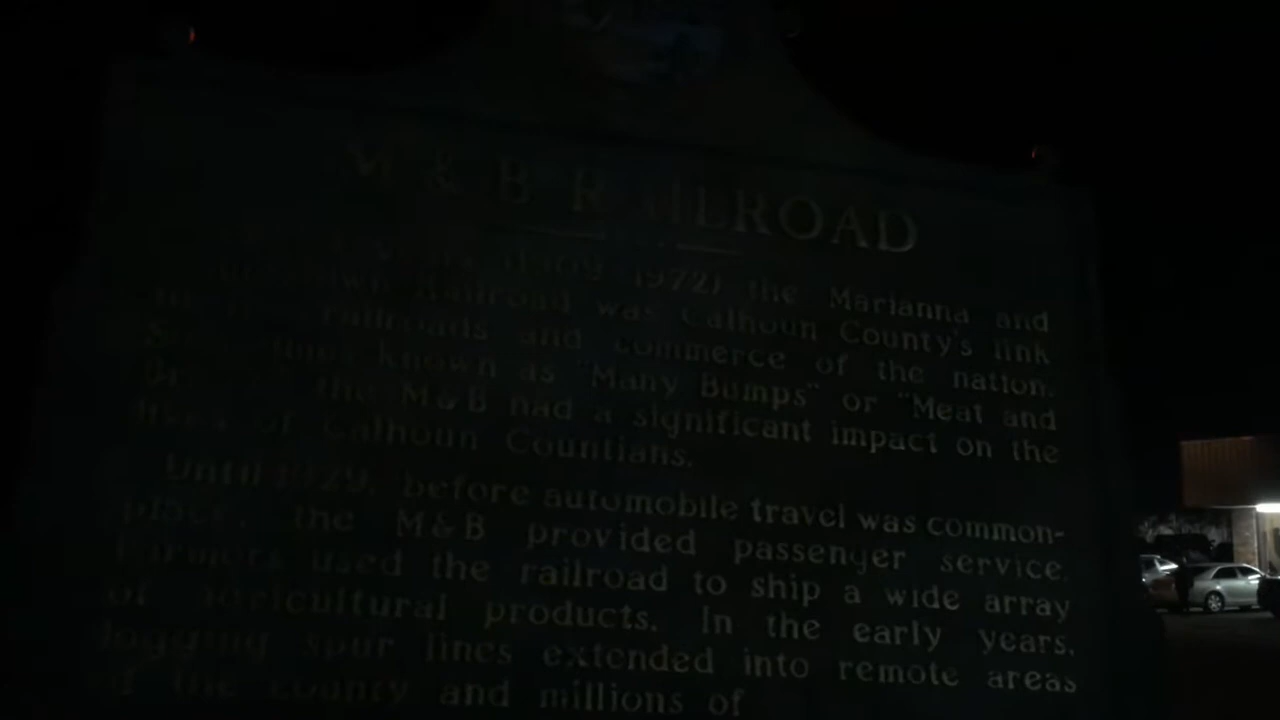 M & B RAILROAD
(1909 1972) the Marianna and
Railroad was Calhoun County's link
railroads and commerce of the nation.
known as "Many Bumps" or "Meat and
the M&B had a significant impact on the
lives of Calhoun Countians.
Until 1929, before automobile travel was common-
place, the M&B provided passenger service.
Farmers used the railroad to ship a wide array
of agricultural products. In the early years,
logging spur lines extended into remote areas
of the county and millions of